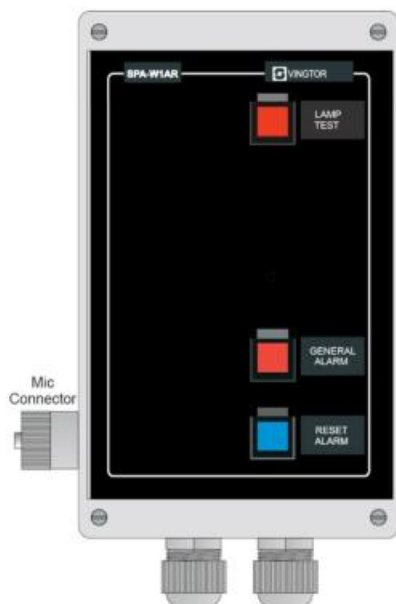 SPA-W1AR
VINGTOR
LAMP
TEST
GENERAL
ALARM
RESET
ALARM
Mic
Connector